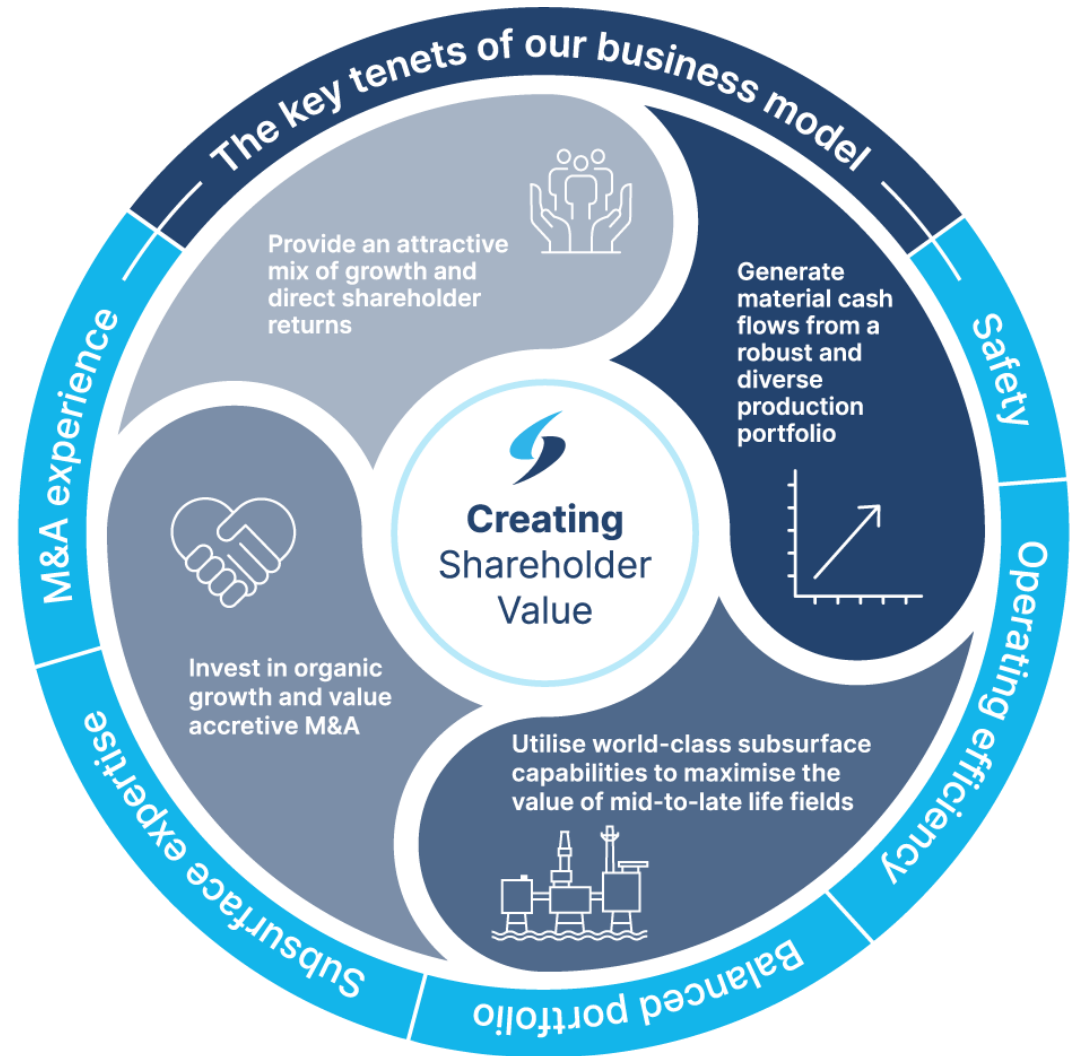 The key tenets of our business model
Safety
Operating efficiency
Balanced portfolio
Subsurface expertise
M&A experience
Provide an attractive
mix of growth and
direct shareholder
returns
Generate
material cash
flows from a
robust and
diverse
production
portfolio
Utilise world-class subsurface
capabilities to maximise the
value of mid-to-late life fields
Invest in organic
growth and value
accretive M&A
Creating
Shareholder
Value